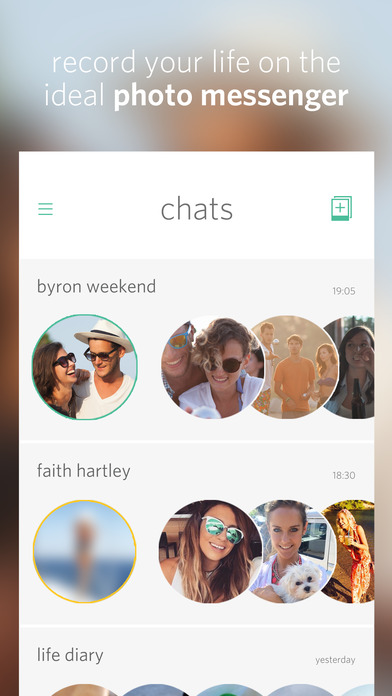 record your life on the
ideal photo messenger
chats
byron weekend
19:05
faith hartley
18:30
life diary
yesterday